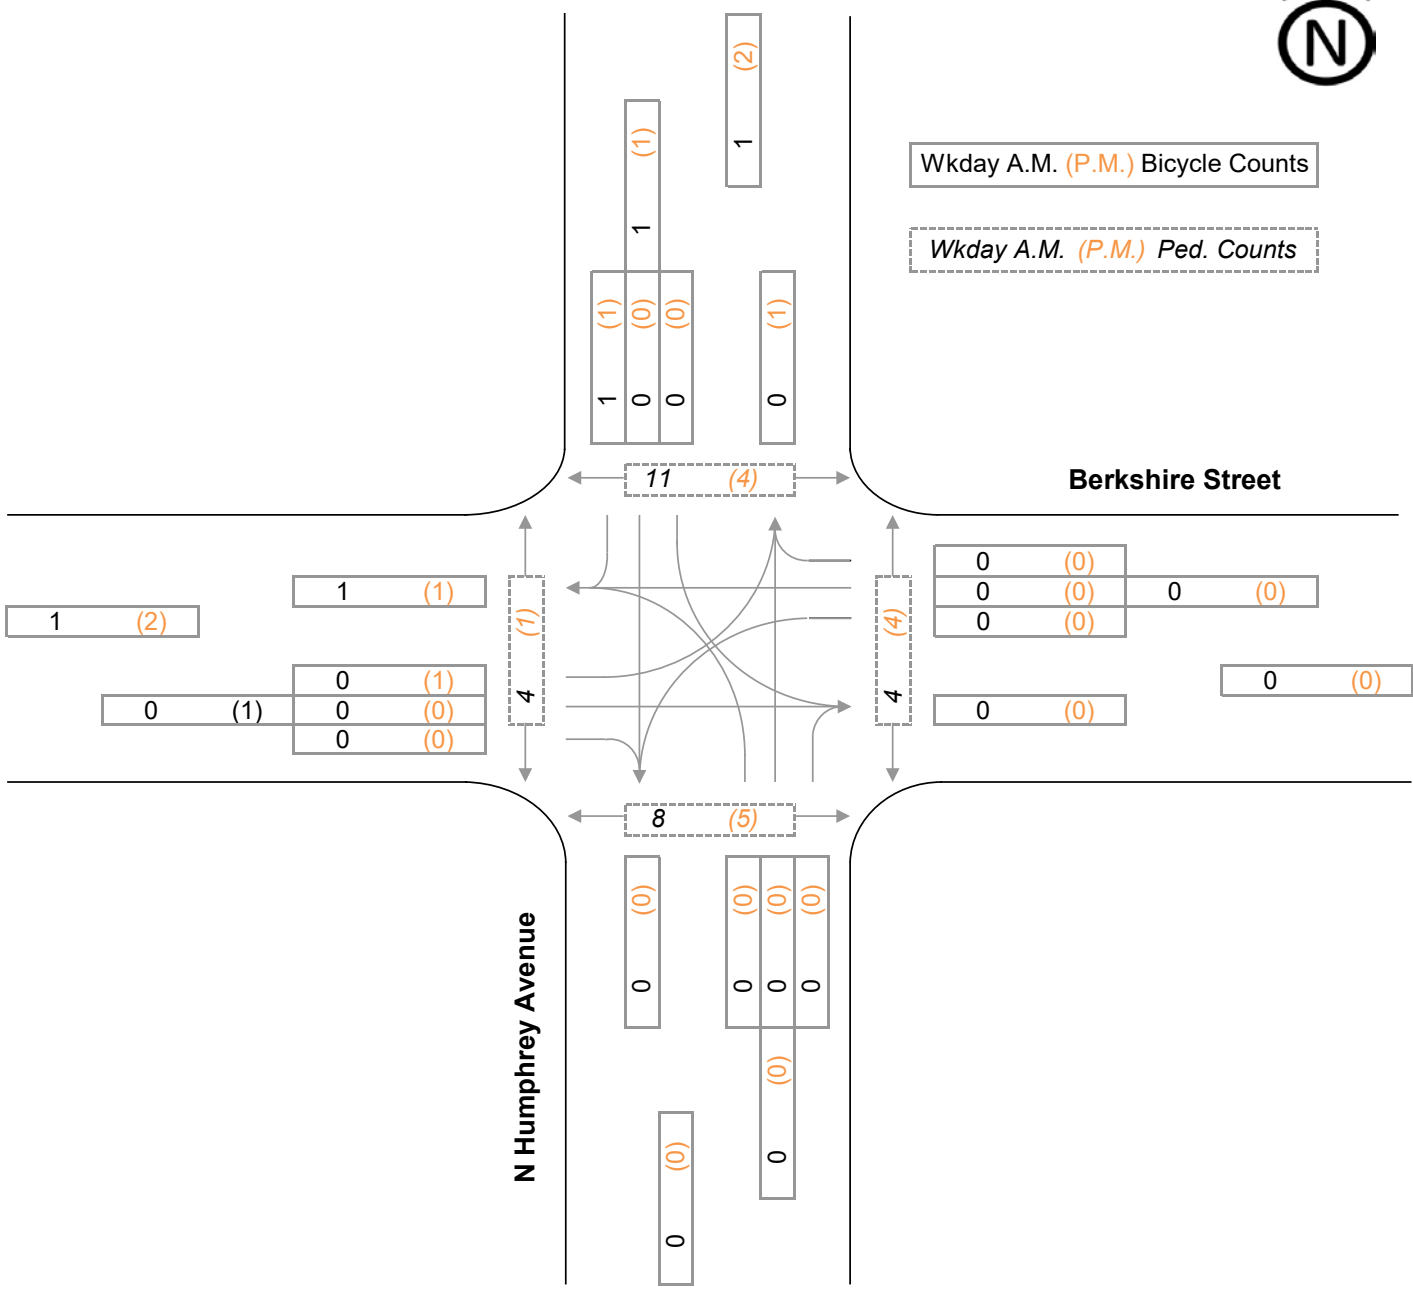 N
(2)
1
(1)
1
Wkday A.M. (P.M.) Bicycle Counts
Wkday A.M. (P.M.) Ped. Counts
(1) (0) (0) (1)
1 0 0 0
11 (4)
Berkshire Street
0 (0)
1 (1) 0 (0) 0 (0)
1 (2) 0 (0)
(1) (4)
4 4
0 (1) 0 (0)
0 (1) 0 (0) 0 (0)
0 (0)
8 (5)
(0) (0) (0) (0)
0 0 0 0
N Humphrey Avenue
(0)
0
(0)
0